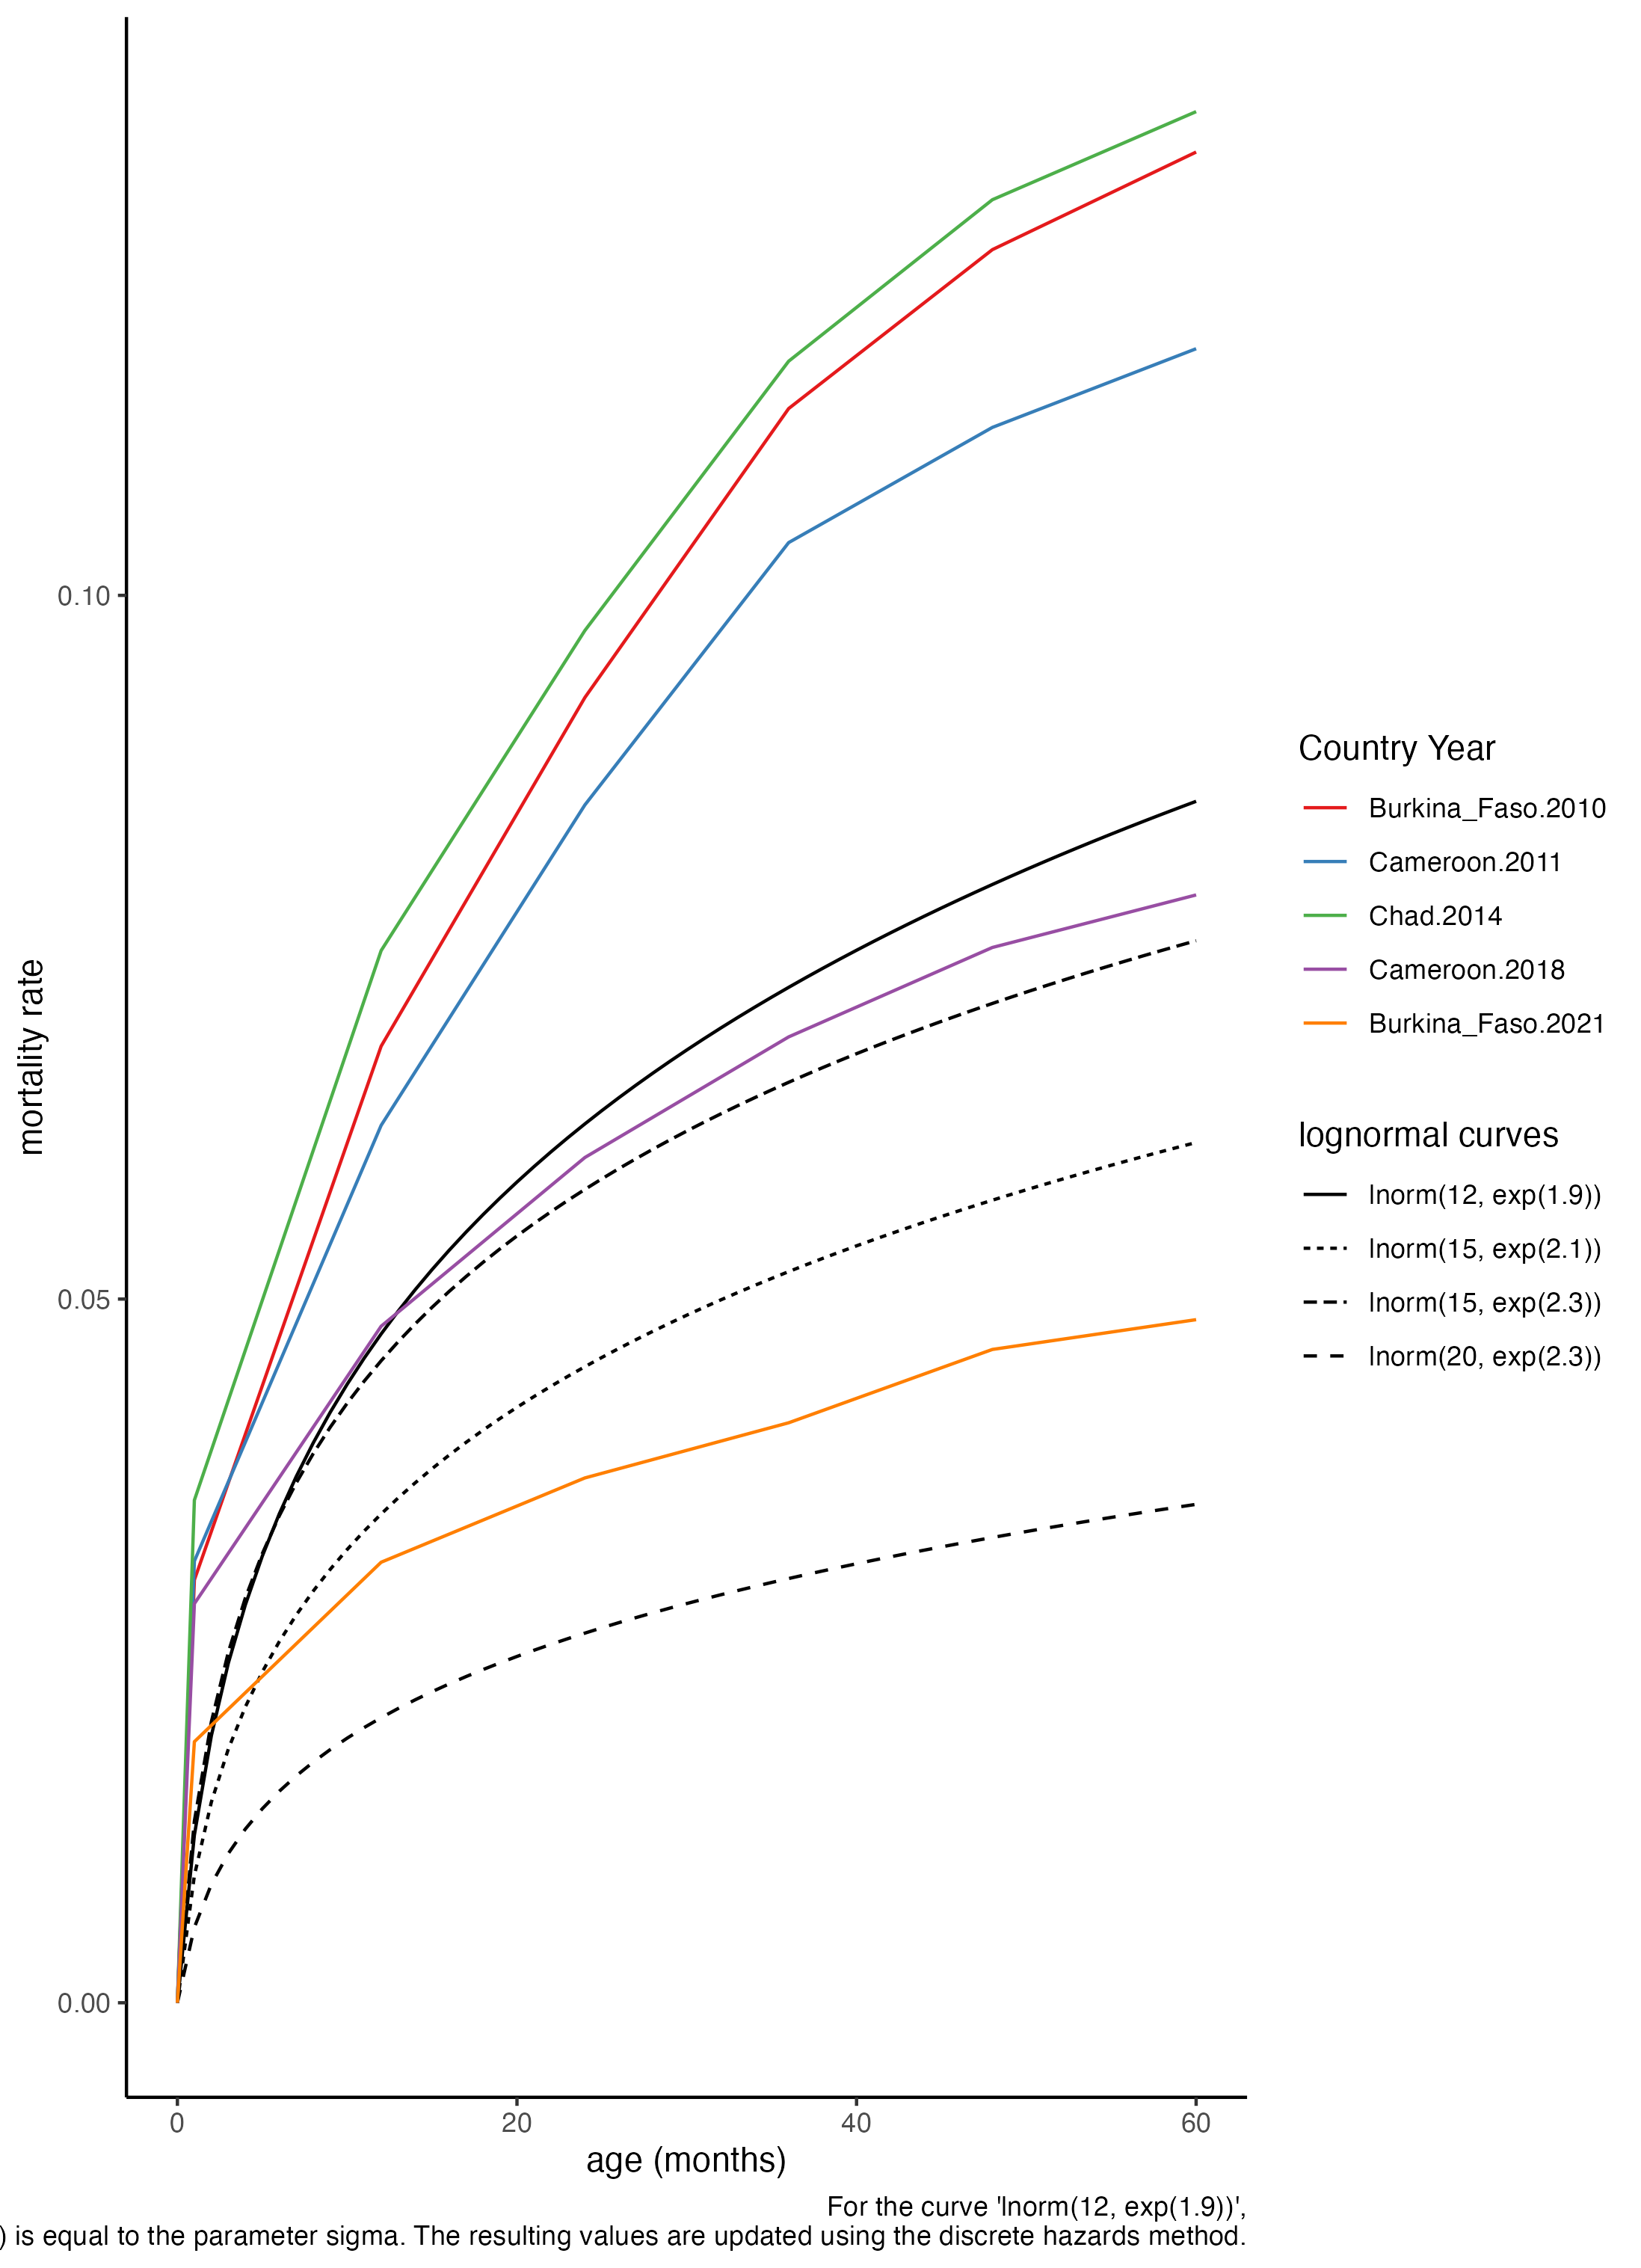 mortality rate
0.10
0.05
0.00
0
20
40
60
age (months)
Country Year
Burkina_Faso.2010
Cameroon.2011
Chad.2014
Cameroon.2018
Burkina_Faso.2021
lognormal curves
lnorm(12, exp(1.9))
lnorm(15, exp(2.1))
lnorm(15, exp(2.3))
lnorm(20, exp(2.3))
For the curve 'lnorm(12, exp(1.9))',
) is equal to the parameter sigma. The resulting values are updated using the discrete hazards method.